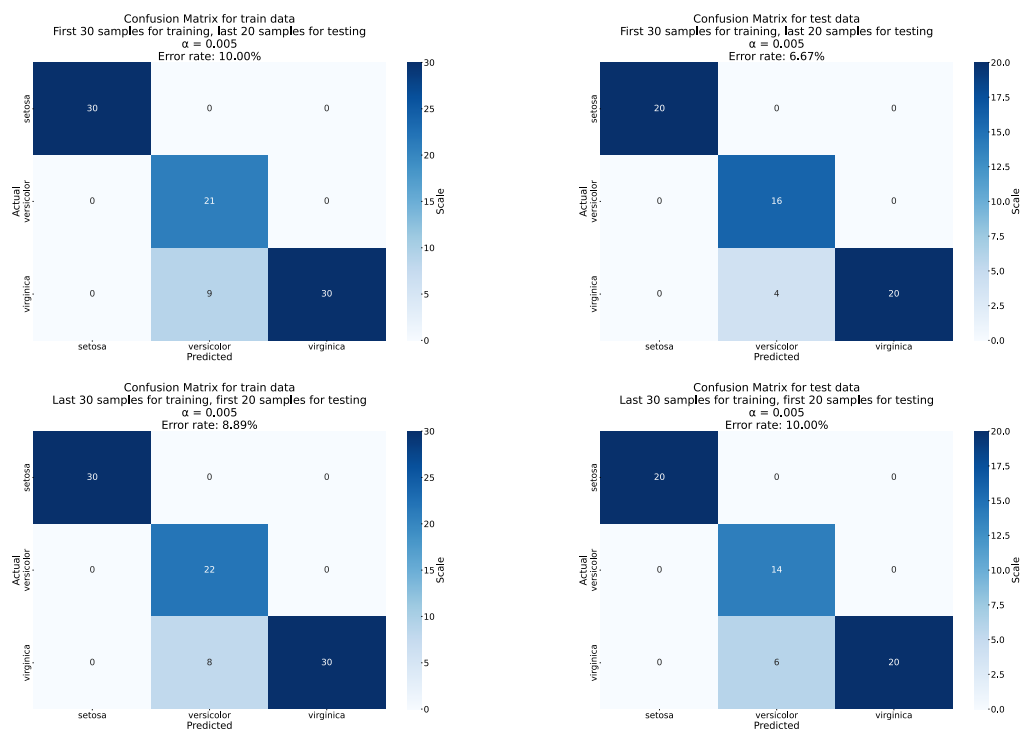 Confusion Matrix for train data
First 30 samples for training, last 20 samples for testing
α = 0.005
Error rate: 10.00%
setosa
Actual
versicolor
virginica
30 0 0
0 21 0
0 9 30
setosa versicolor virginica
Predicted
30
25
20
15
10
5
0
Scale
Confusion Matrix for test data
First 30 samples for training, last 20 samples for testing
α = 0.005
Error rate: 6.67%
setosa
Actual
versicolor
virginica
20 0 0
0 16 0
0 4 20
setosa versicolor virginica
Predicted
20.0
17.5
15.0
12.5
10.0
7.5
5.0
2.5
0.0
Scale
Confusion Matrix for train data
Last 30 samples for training, first 20 samples for testing
α = 0.005
Error rate: 8.89%
setosa
Actual
versicolor
virginica
30 0 0
0 22 0
0 8 30
setosa versicolor virginica
Predicted
30
25
20
15
10
5
0
Scale
Confusion Matrix for test data
Last 30 samples for training, first 20 samples for testing
α = 0.005
Error rate: 10.00%
setosa
Actual
versicolor
virginica
20 0 0
0 14 0
0 6 20
setosa versicolor virginica
Predicted
20.0
17.5
15.0
12.5
10.0
7.5
5.0
2.5
0.0
Scale